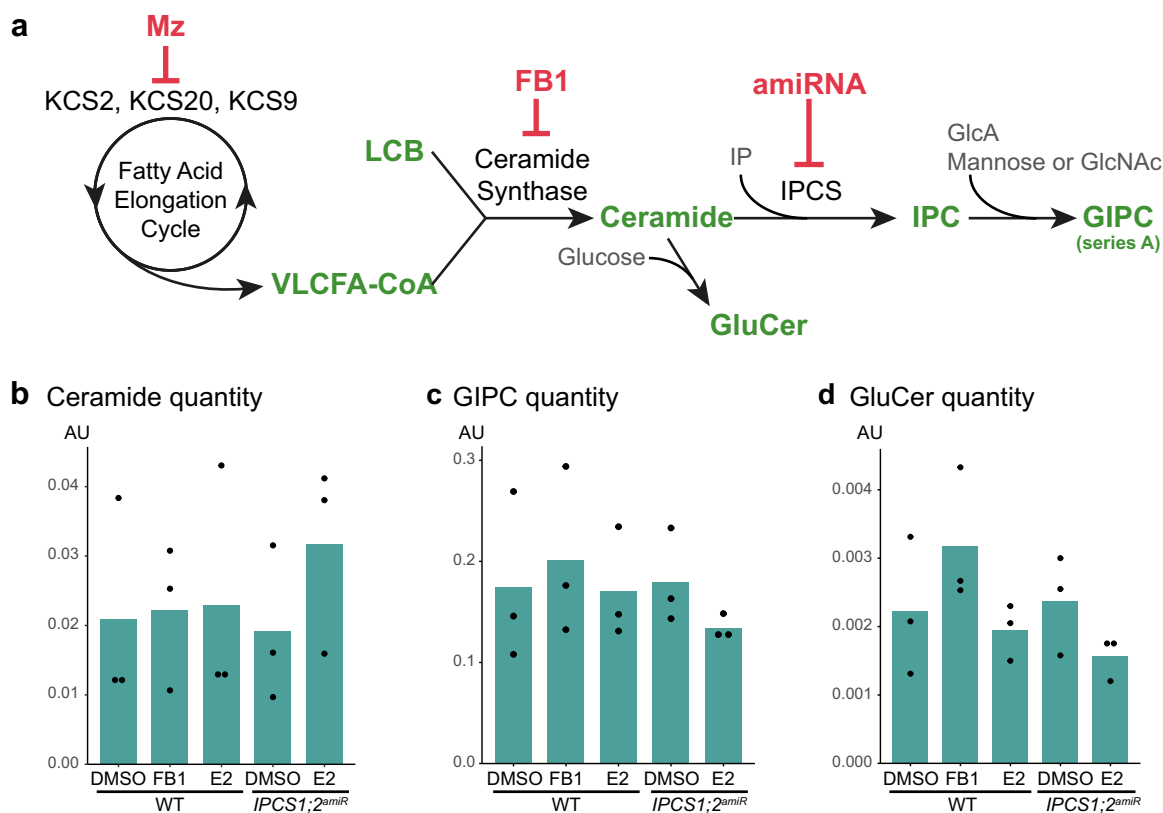 a
Mz
KCS2, KCS20, KCS9
Fatty Acid
Elongation
Cycle
VLCFA-CoA
LCB
FB1
Ceramide
Synthase
Ceramide
Glucose
GluCer
amiRNA
IP
IPCS
IPC
GlcA
Mannose or GlcNAc
GIPC
(series A)
b Ceramide quantity
AU
0.04
0.03
0.02
0.01
0.00
DMSO FB1 E2 DMSO E2
WT IPCS1;2amiR
c GIPC quantity
AU
0.3
0.2
0.1
0.0
DMSO FB1 E2 DMSO E2
WT IPCS1;2amiR
d GluCer quantity
AU
0.004
0.003
0.002
0.001
0.000
DMSO FB1 E2 DMSO E2
WT IPCS1;2amiR